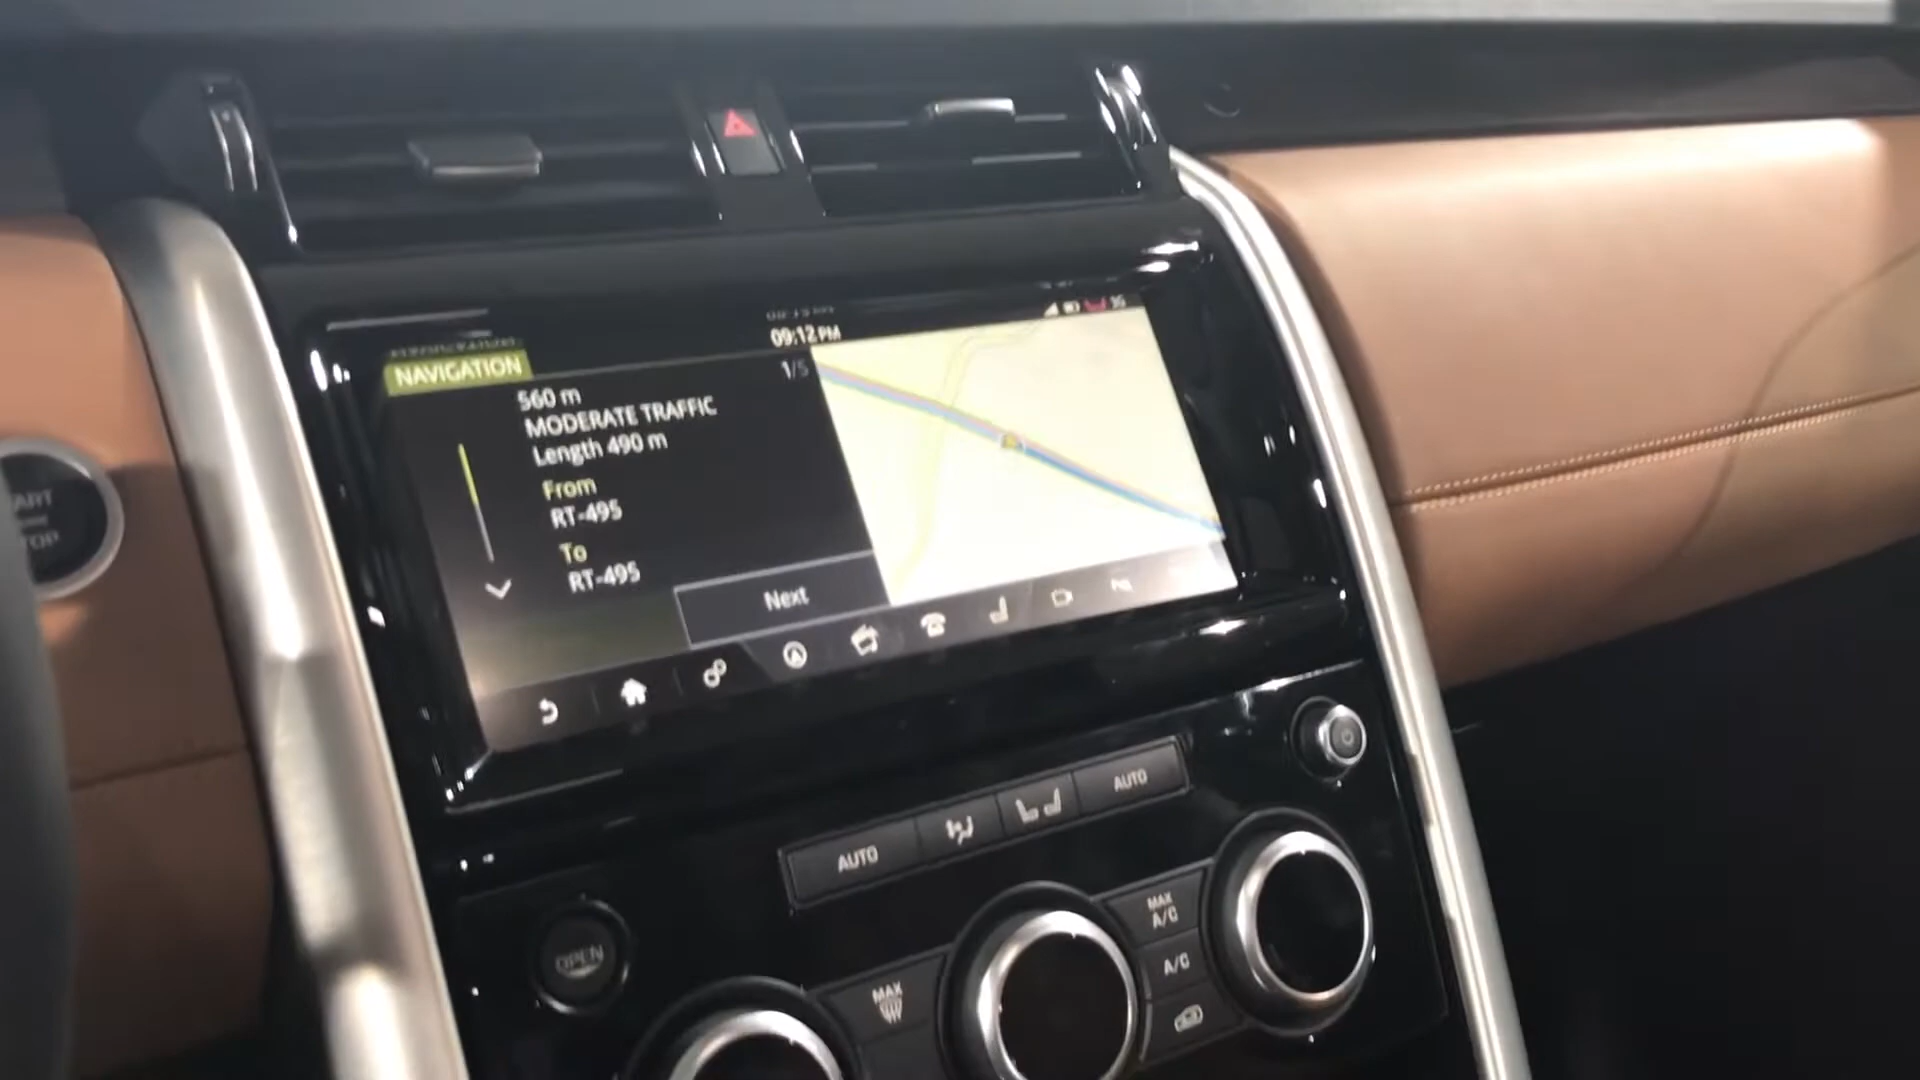 09:12 PM
3G
NAVIGATION
1/5
560 m
MODERATE TRAFFIC
Length 490 m
From
RT-495
To
RT-495
Next
AUTO
AUTO
OPEN
MAX
MAX
A/C
A/C